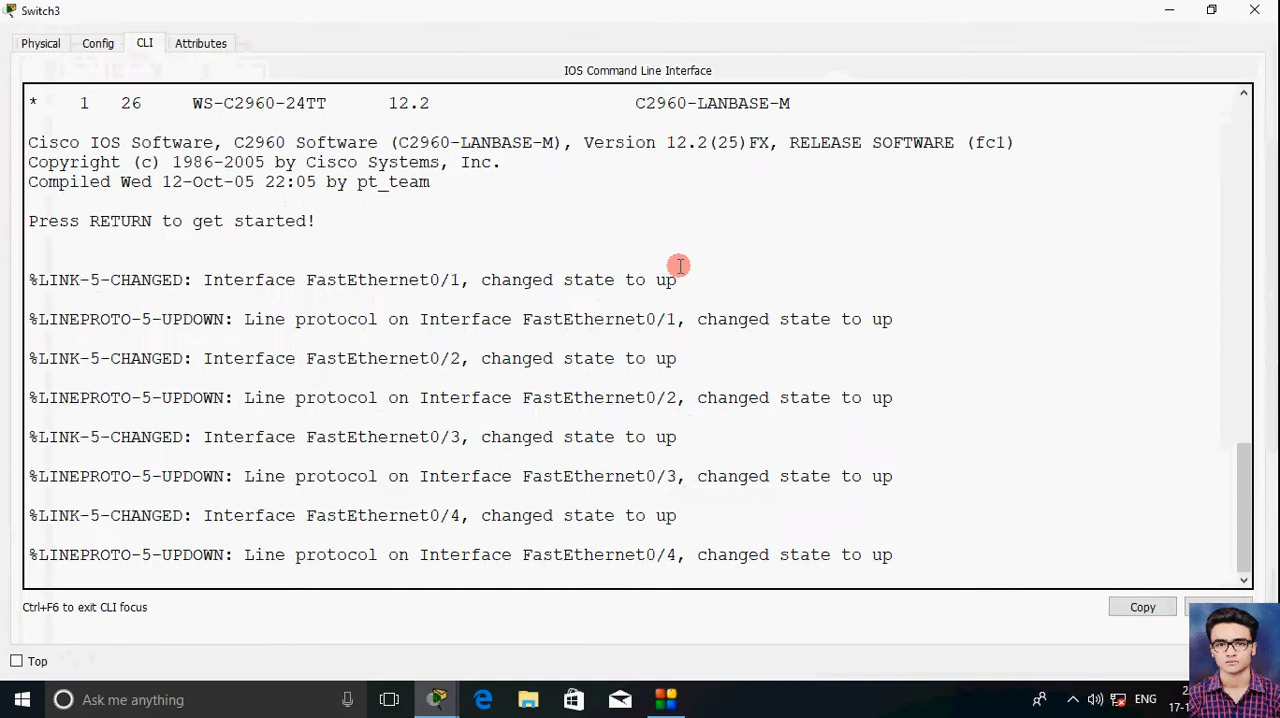 Switch3
Physical Config CLI Attributes
IOS Command Line Interface
* 1 26 WS-C2960-24TT 12.2 C2960-LANBASE-M
Cisco IOS Software, C2960 Software (C2960-LANBASE-M), Version 12.2(25)FX, RELEASE SOFTWARE (fc1)
Copyright (c) 1986-2005 by Cisco Systems, Inc.
Compiled Wed 12-Oct-05 22:05 by pt_team
Press RETURN to get started!
%LINK-5-CHANGED: Interface FastEthernet0/1, changed state to up
%LINEPROTO-5-UPDOWN: Line protocol on Interface FastEthernet0/1, changed state to up
%LINK-5-CHANGED: Interface FastEthernet0/2, changed state to up
%LINEPROTO-5-UPDOWN: Line protocol on Interface FastEthernet0/2, changed state to up
%LINK-5-CHANGED: Interface FastEthernet0/3, changed state to up
%LINEPROTO-5-UPDOWN: Line protocol on Interface FastEthernet0/3, changed state to up
%LINK-5-CHANGED: Interface FastEthernet0/4, changed state to up
%LINEPROTO-5-UPDOWN: Line protocol on Interface FastEthernet0/4, changed state to up
Ctrl+F6 to exit CLI focus
Copy
Top
Ask me anything
ENG